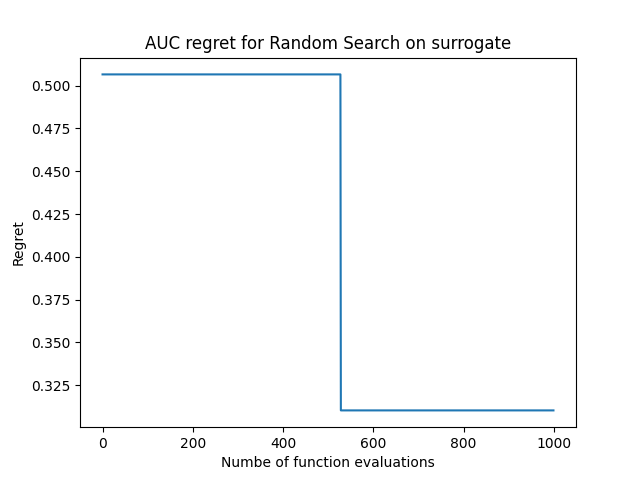 AUC regret for Random Search on surrogate
0.500
0.475
0.450
0.425
0.400
0.375
0.350
0.325
Regret
0 200 400 600 800 1000
Numbe of function evaluations